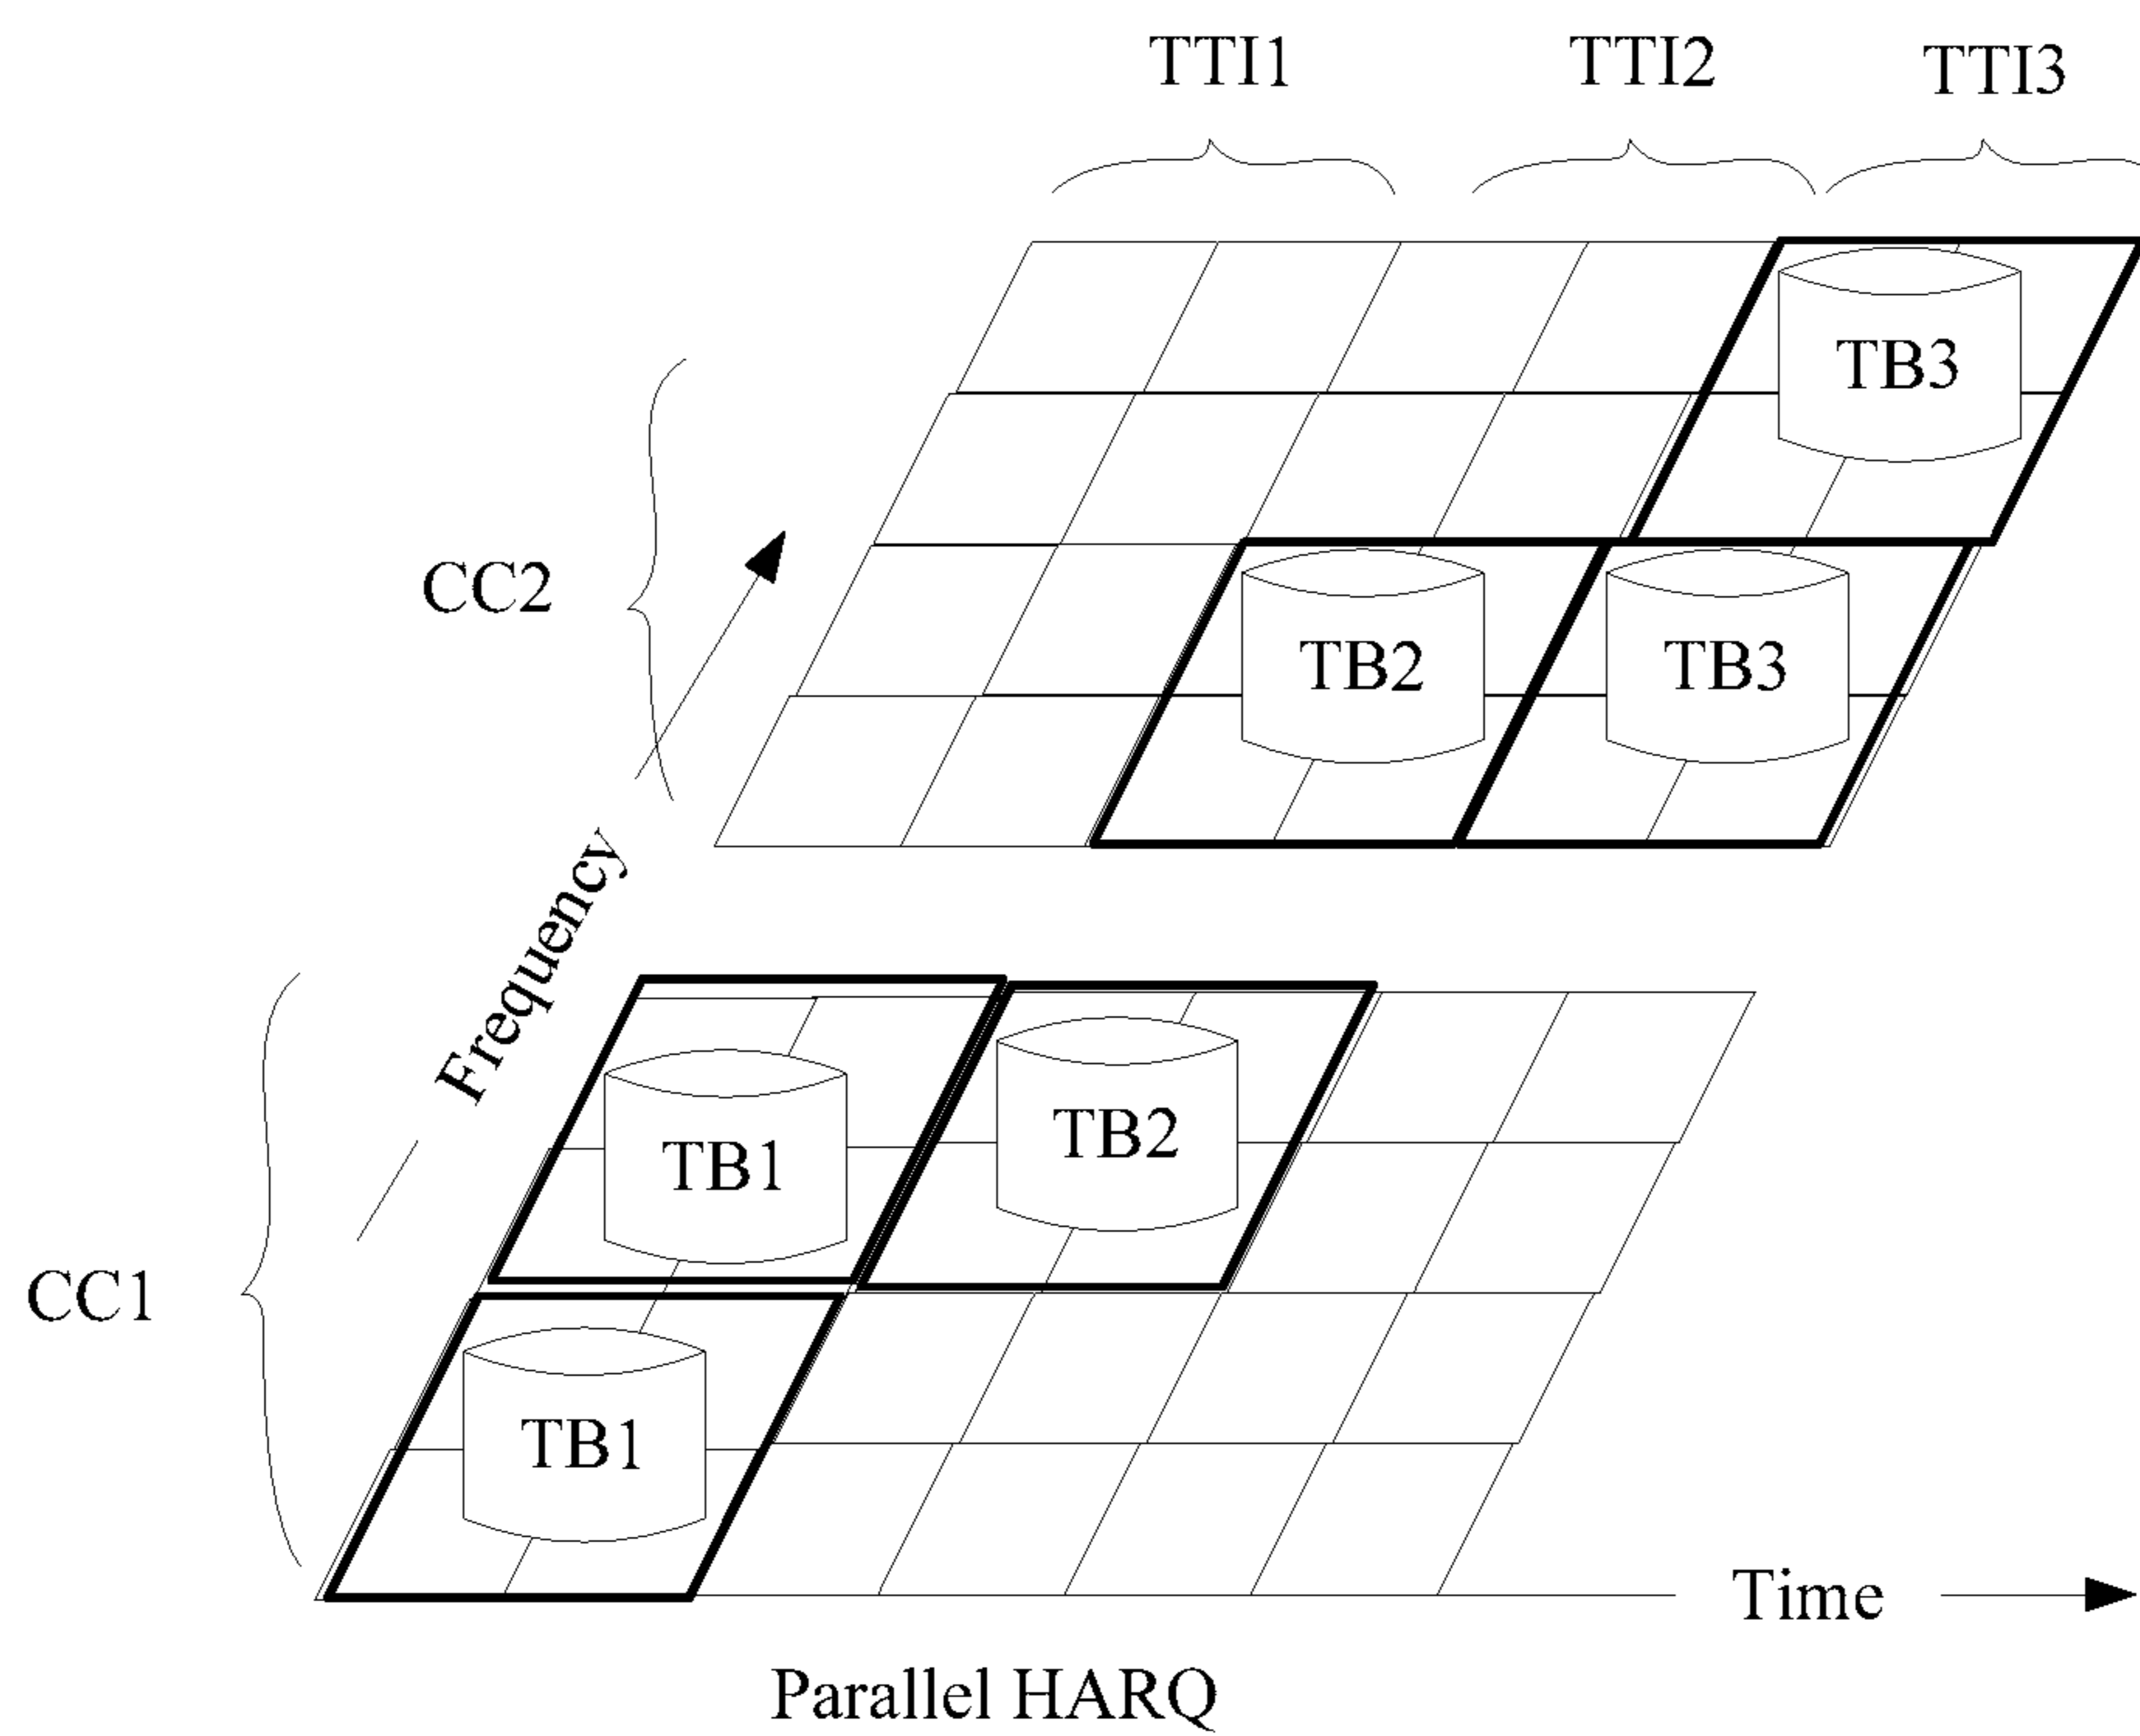 TTI1 TTI2 TTI3
TB3
CC2
TB2 TB3
Frequency
TB1 TB2
CC1
TB1
Time
Parallel HARQ